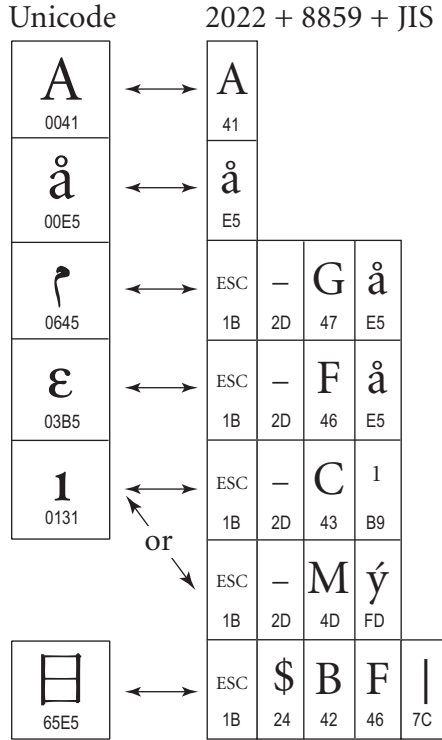 Unicode 2022 + 8859 + JIS
A A
0041 41
å å
00E5 E5
م ESC – G å
0645 1B 2D 47 E5
ε ESC – F å
03B5 1B 2D 46 E5
ı ESC – C ¹
0131 1B 2D 43 B9
or
ESC – M ý
1B 2D 4D FD
日 ESC $ B F |
65E5 1B 24 42 46 7C